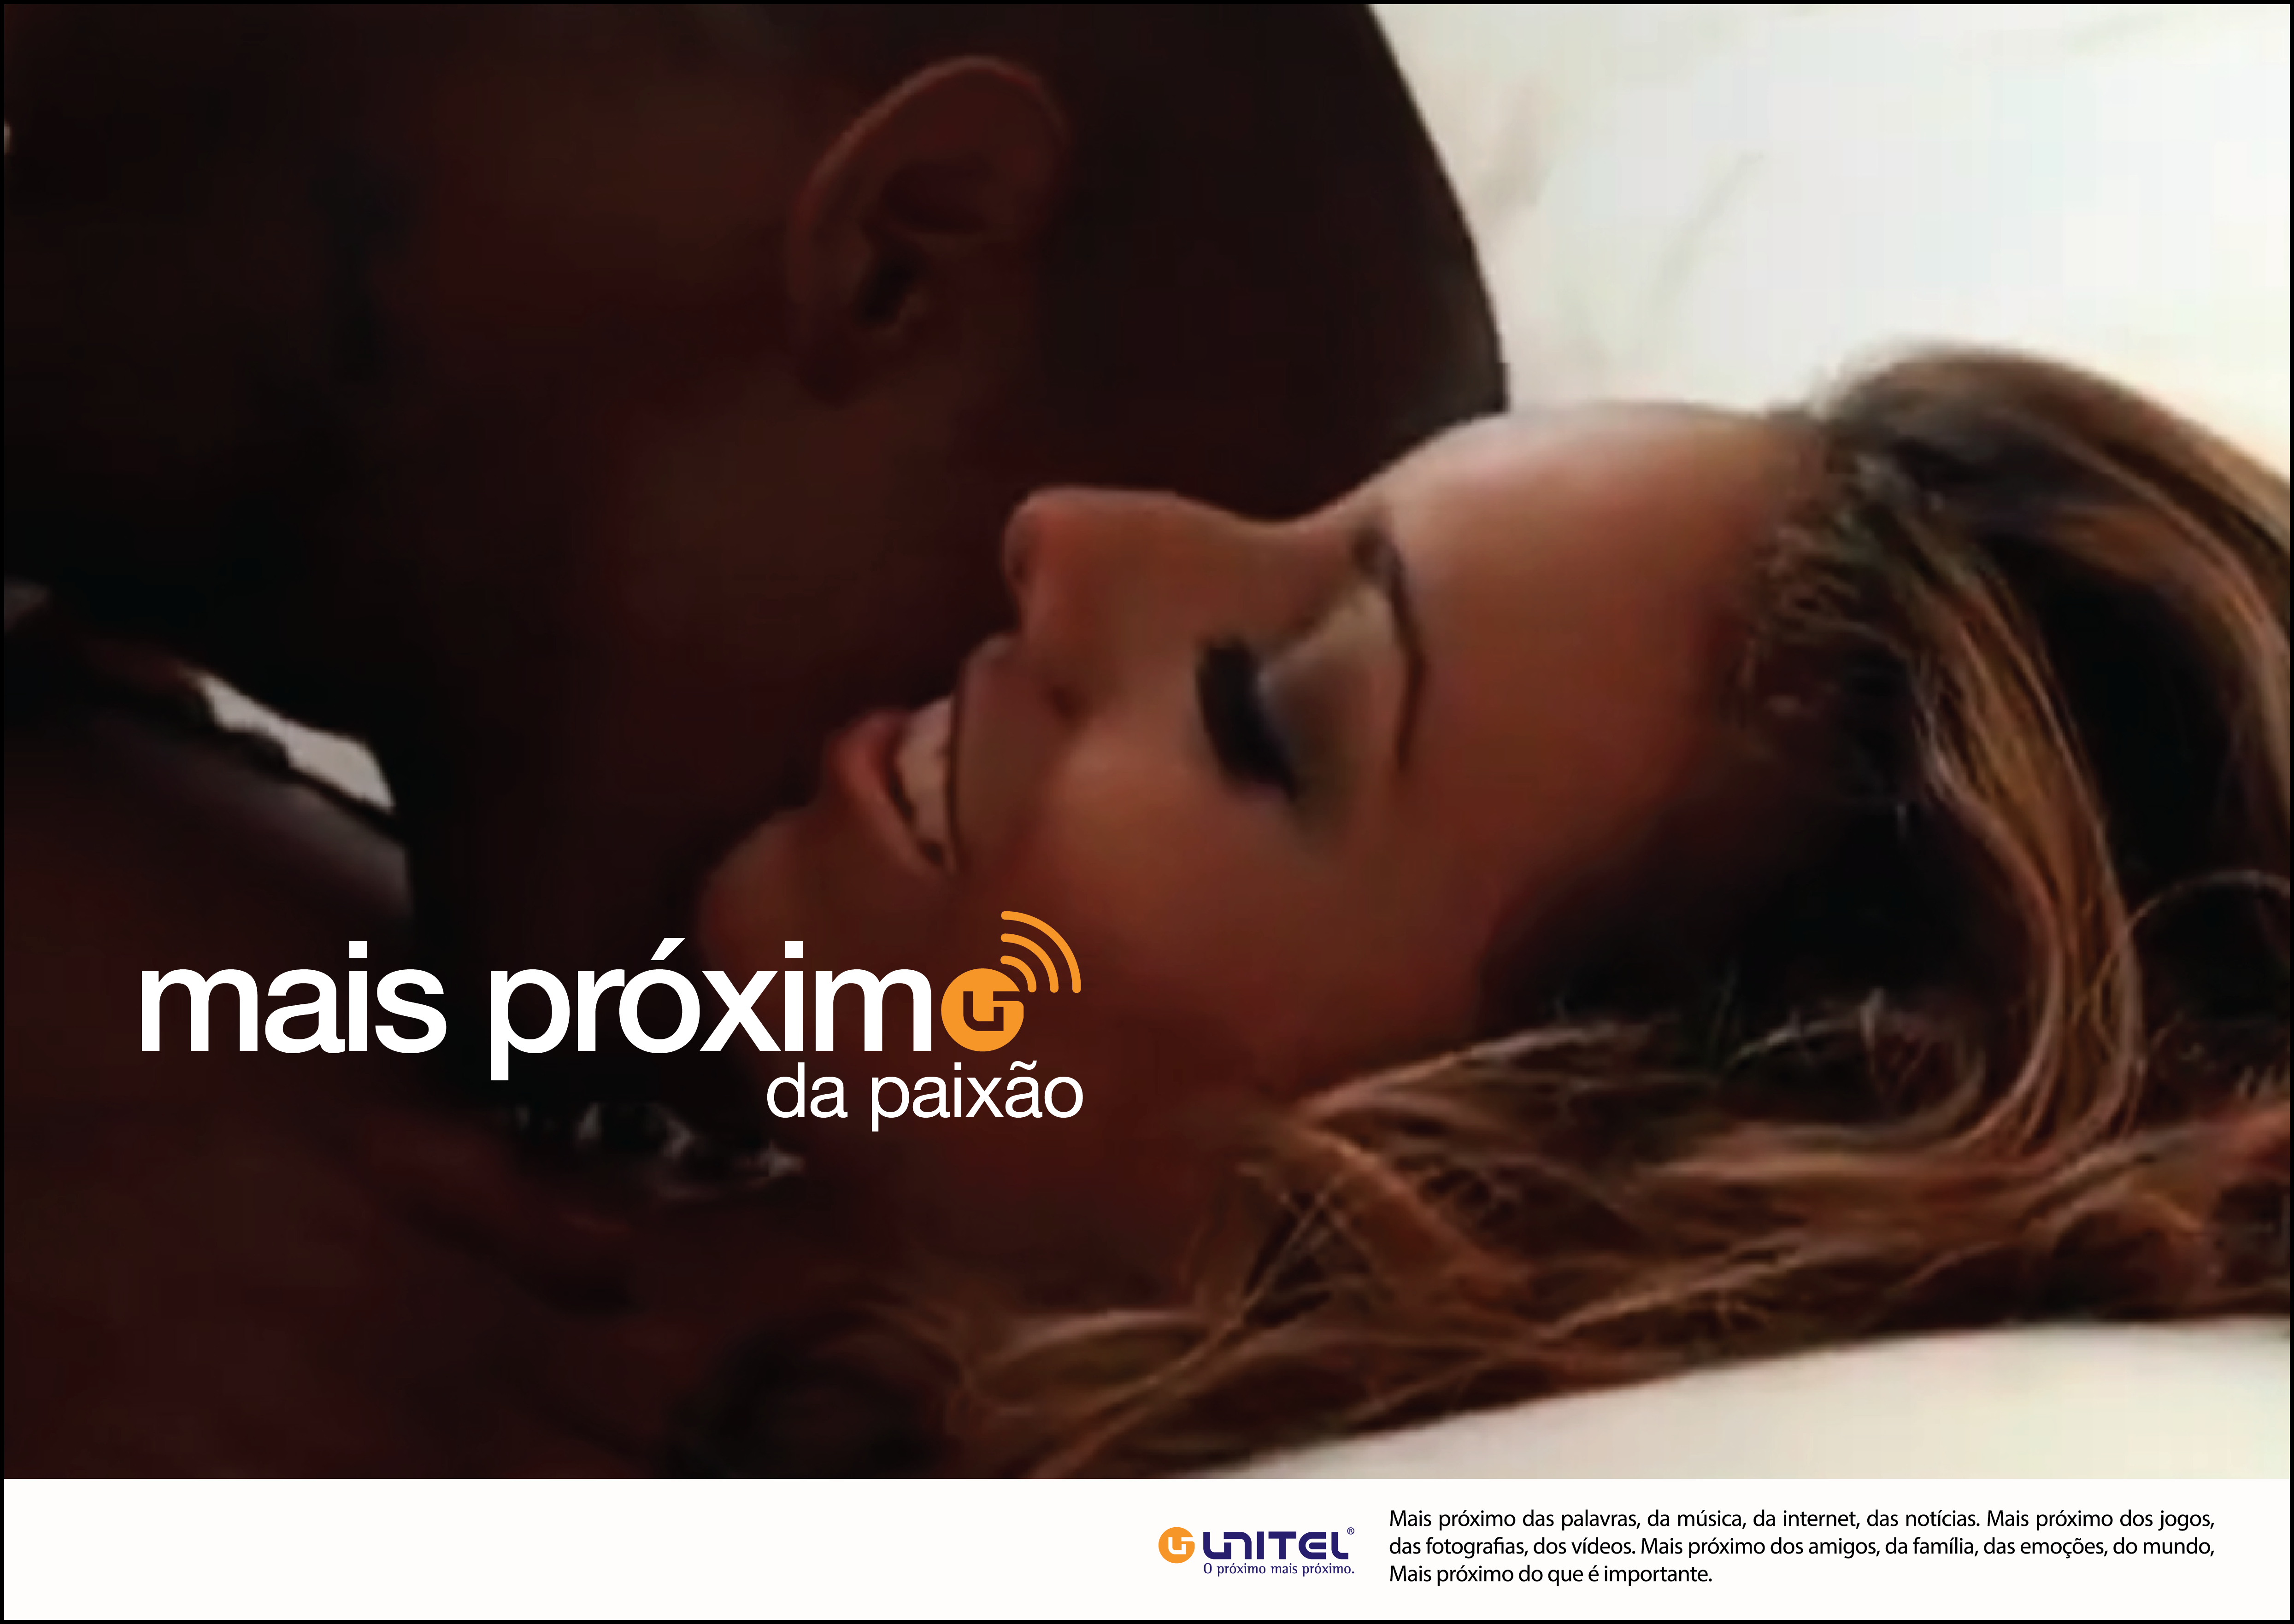 mais próximo
da paixão
UNITEL®
O próximo mais próximo.
Mais próximo das palavras, da música, da internet, das notícias. Mais próximo dos jogos,
das fotografias, dos vídeos. Mais próximo dos amigos, da família, das emoções, do mundo,
Mais próximo do que é importante.